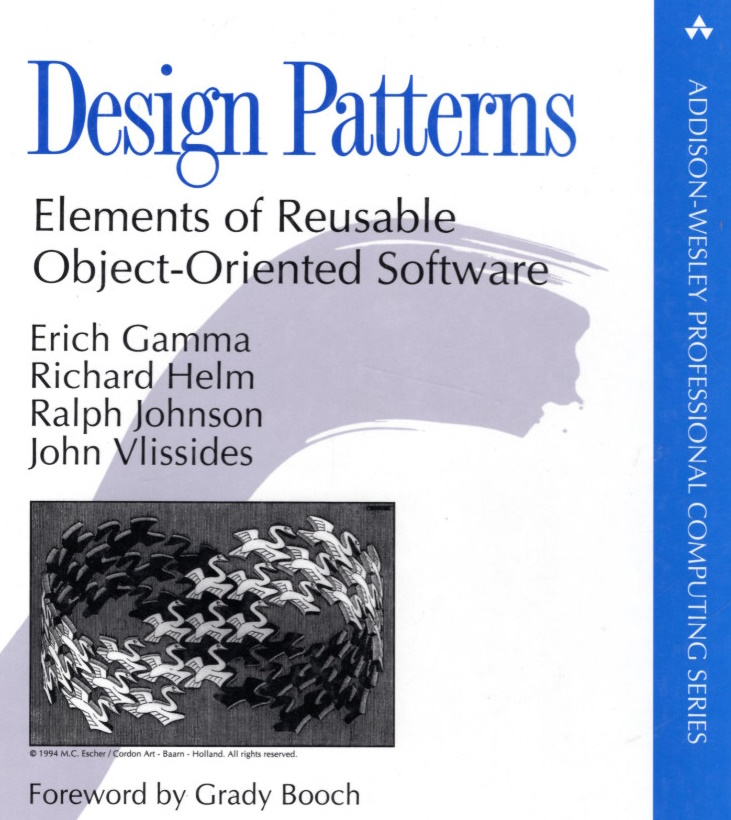 Design Patterns
Elements of Reusable
Object-Oriented Software
Erich Gamma
Richard Helm
Ralph Johnson
John Vlissides
© 1994 M.C. Escher / Cordon Art - Baarn - Holland. All rights reserved.
Foreword by Grady Booch
ADDISON-WESLEY PROFESSIONAL COMPUTING SERIES